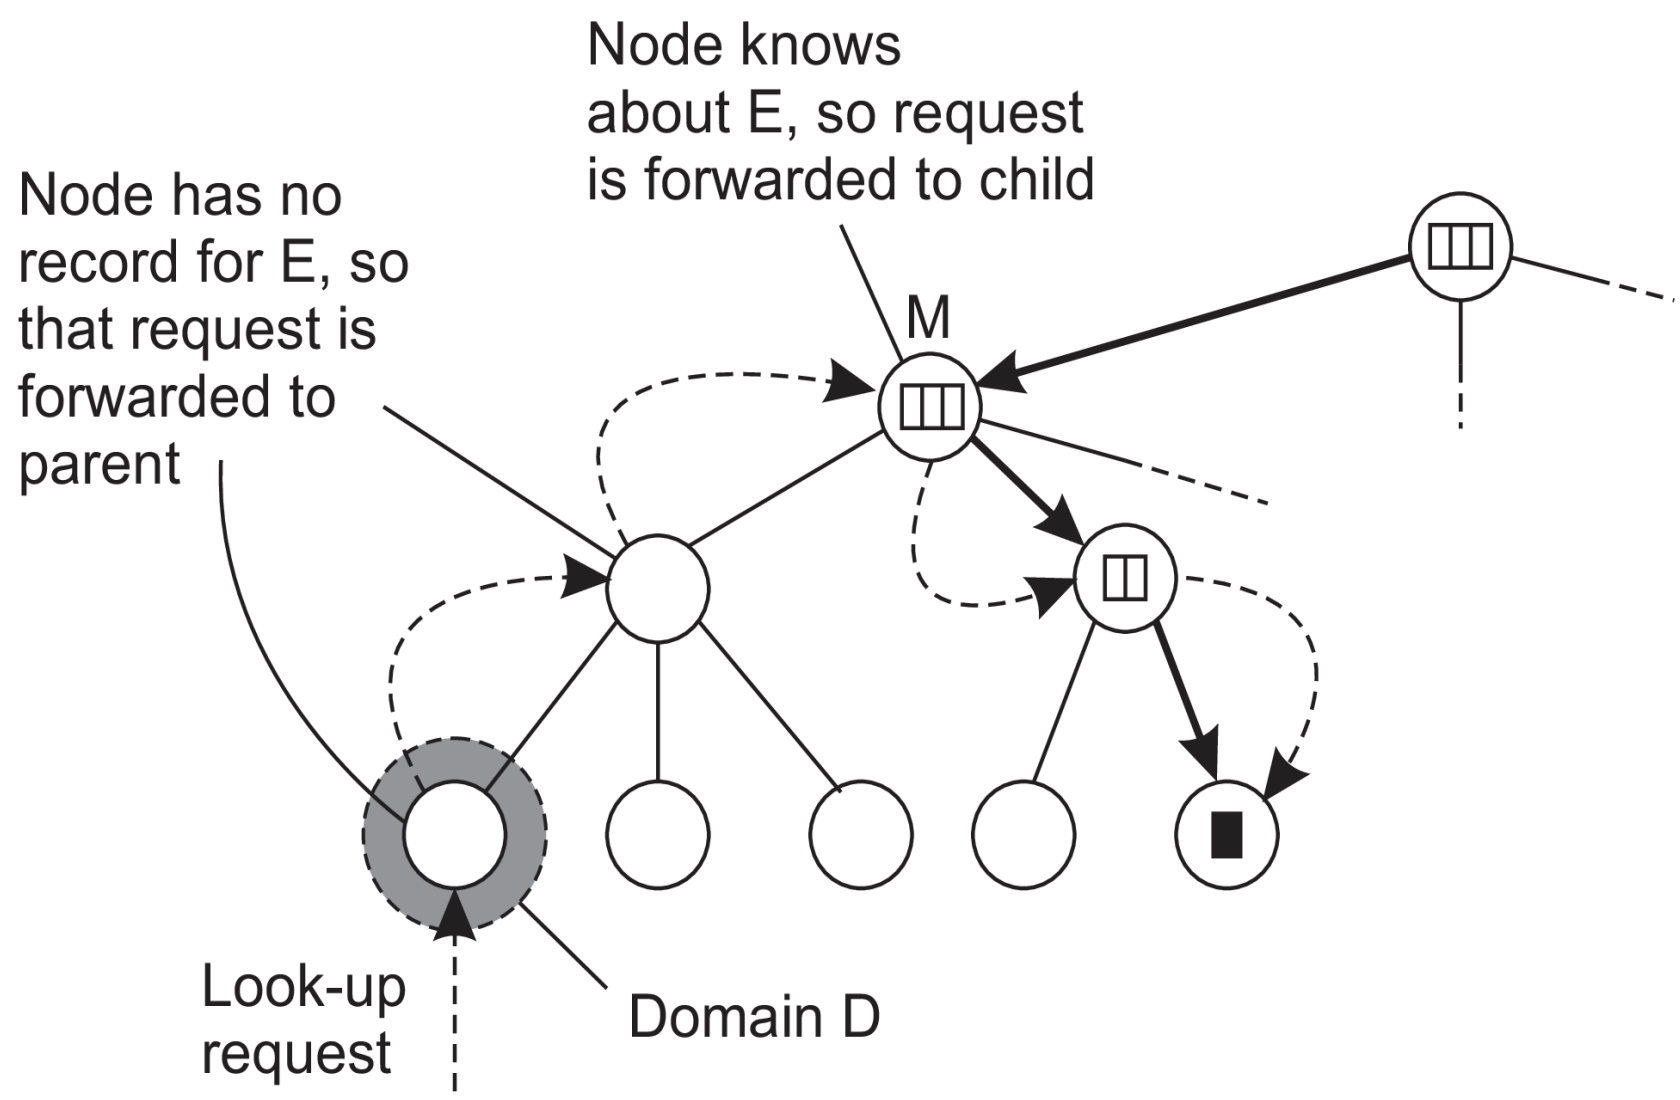 Node knows
about E, so request
is forwarded to child
Node has no
record for E, so
that request is
forwarded to
parent
M
Look-up
request
Domain D